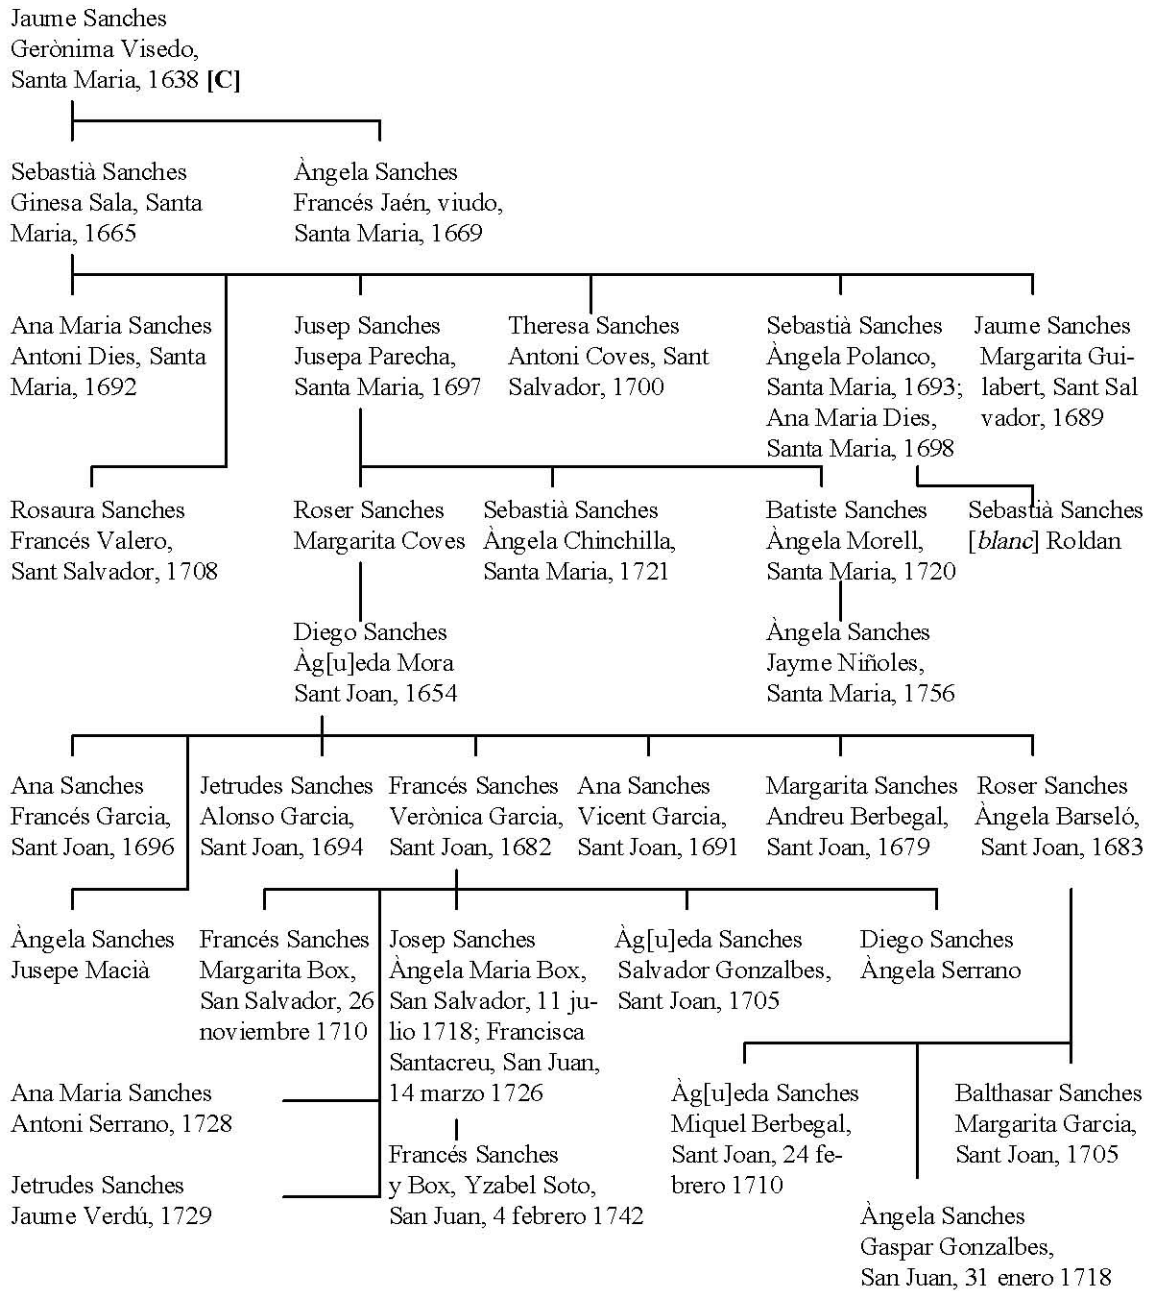 Jaume Sanches
Gerònima Visedo,
Santa Maria, 1638 [C]
Sebastià Sanches
Ginesa Sala, Santa
Maria, 1665
Àngela Sanches
Francés Jaén, viudo,
Santa Maria, 1669
Ana Maria Sanches
Antoni Dies, Santa
Maria, 1692
Jusep Sanches
Jusepa Parecha,
Santa Maria, 1697
Theresa Sanches
Antoni Coves, Sant
Salvador, 1700
Sebastià Sanches
Àngela Polanco,
Santa Maria, 1693;
Ana Maria Dies,
Santa Maria, 1698
Jaume Sanches
Margarita Gui-
labert, Sant Sal
vador, 1689
Rosaura Sanches
Francés Valero,
Sant Salvador, 1708
Roser Sanches
Margarita Coves
Sebastià Sanches
Àngela Chinchilla,
Santa Maria, 1721
Batiste Sanches
Àngela Morell,
Santa Maria, 1720
Sebastià Sanches
[blanc] Roldan
Diego Sanches
Àg[u]eda Mora
Sant Joan, 1654
Àngela Sanches
Jayme Niñoles,
Santa Maria, 1756
Ana Sanches
Francés Garcia,
Sant Joan, 1696
Jetrudes Sanches
Alonso Garcia,
Sant Joan, 1694
Francés Sanches
Verònica Garcia,
Sant Joan, 1682
Ana Sanches
Vicent Garcia,
Sant Joan, 1691
Margarita Sanches
Andreu Berbegal,
Sant Joan, 1679
Roser Sanches
Àngela Barseló,
Sant Joan, 1683
Àngela Sanches
Jusepe Macià
Francés Sanches
Margarita Box,
San Salvador, 26
noviembre 1710
Josep Sanches
Àngela Maria Box,
San Salvador, 11 ju-
lio 1718; Francisca
Santacreu, San Juan,
14 marzo 1726
Àg[u]eda Sanches
Salvador Gonzalbes,
Sant Joan, 1705
Diego Sanches
Àngela Serrano
Ana Maria Sanches
Antoni Serrano, 1728
Àg[u]eda Sanches
Miquel Berbegal,
Sant Joan, 24 fe-
brero 1710
Balthasar Sanches
Margarita Garcia,
Sant Joan, 1705
Jetrudes Sanches
Jaume Verdú, 1729
Francés Sanches
y Box, Yzabel Soto,
San Juan, 4 febrero 1742
Àngela Sanches
Gaspar Gonzalbes,
San Juan, 31 enero 1718